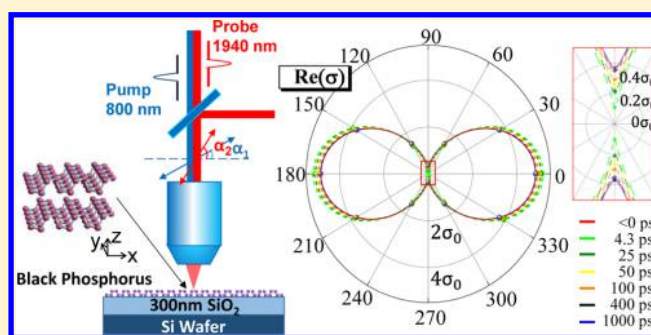 Probe
1940 nm
Pump
800 nm
α₂
α₁
y
z
x
Black Phosphorus
300nm SiO₂
Si Wafer
Re(σ)
90
60
30
0
330
300
270
240
210
180
150
120
2σ₀
4σ₀
0.4σ₀
0.2σ₀
0σ₀
<0 ps
4.3 ps
25 ps
50 ps
100 ps
400 ps
1000 ps